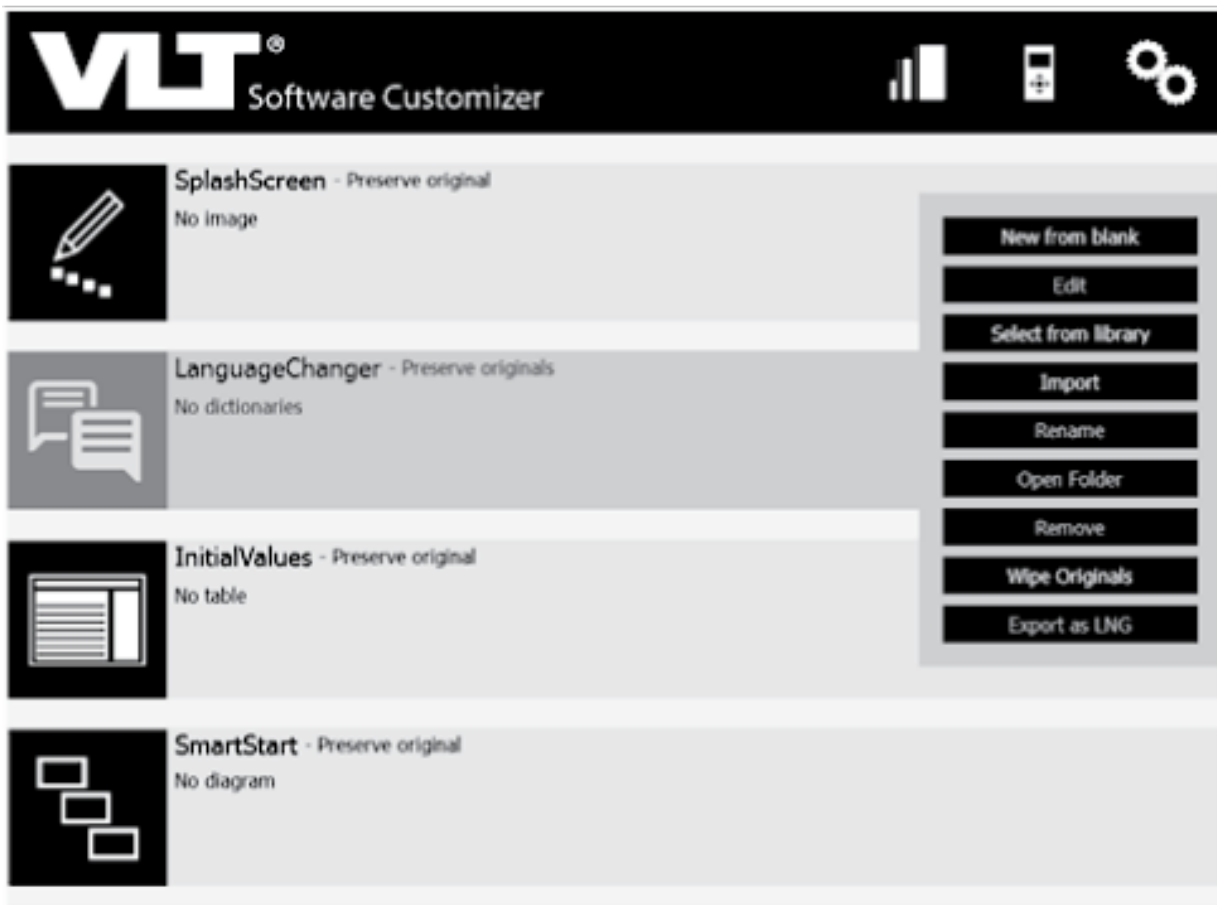 VLT®
Software Customizer
SplashScreen - Preserve original
No image
LanguageChanger - Preserve originals
No dictionaries
InitialValues - Preserve original
No table
SmartStart - Preserve original
No diagram
New from blank
Edit
Select from library
Import
Rename
Open Folder
Remove
Wipe Originals
Export as LNG